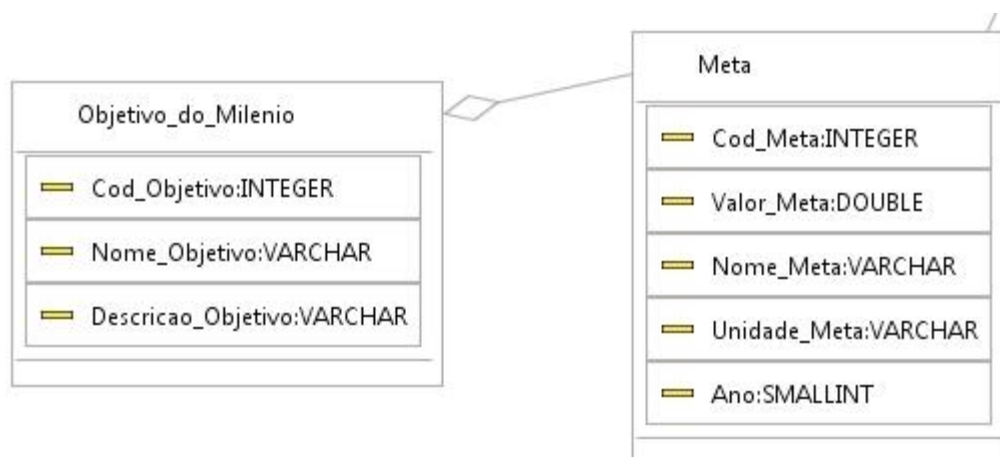 Objetivo_do_Milenio
Cod_Objetivo:INTEGER
Nome_Objetivo:VARCHAR
Descricao_Objetivo:VARCHAR
Meta
Cod_Meta:INTEGER
Valor_Meta:DOUBLE
Nome_Meta:VARCHAR
Unidade_Meta:VARCHAR
Ano:SMALLINT